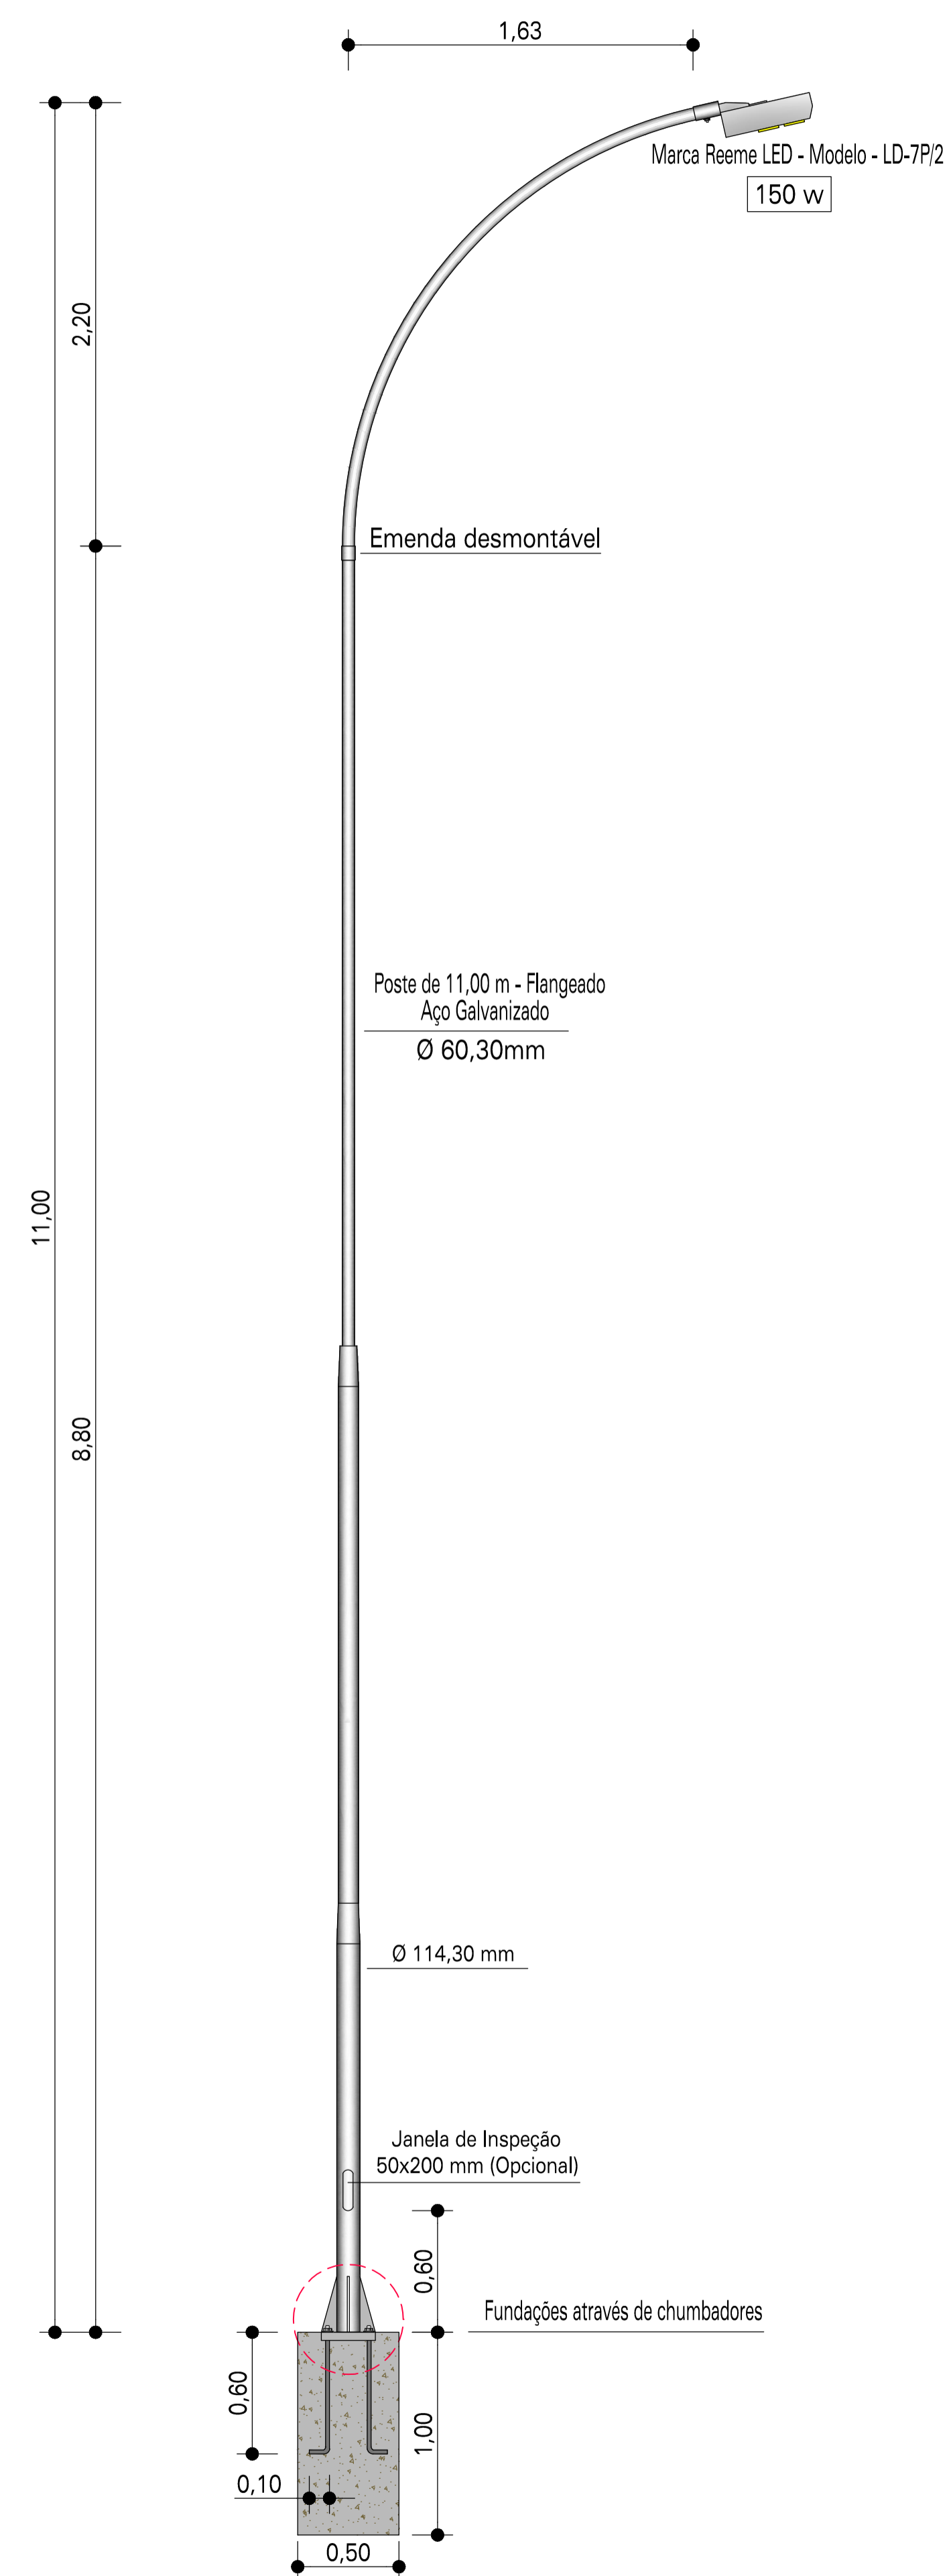 1,63
Marca Reeme LED - Modelo - LD-7P/2
150 w
2,20
Emenda desmontável
Poste de 11,00 m - Flangeado
Aço Galvanizado
Ø 60,30mm
11,00
8,80
Ø 114,30 mm
Janela de Inspeção
50x200 mm (Opcional)
0,60
Fundações através de chumbadores
0,60
1,00
0,10
0,50